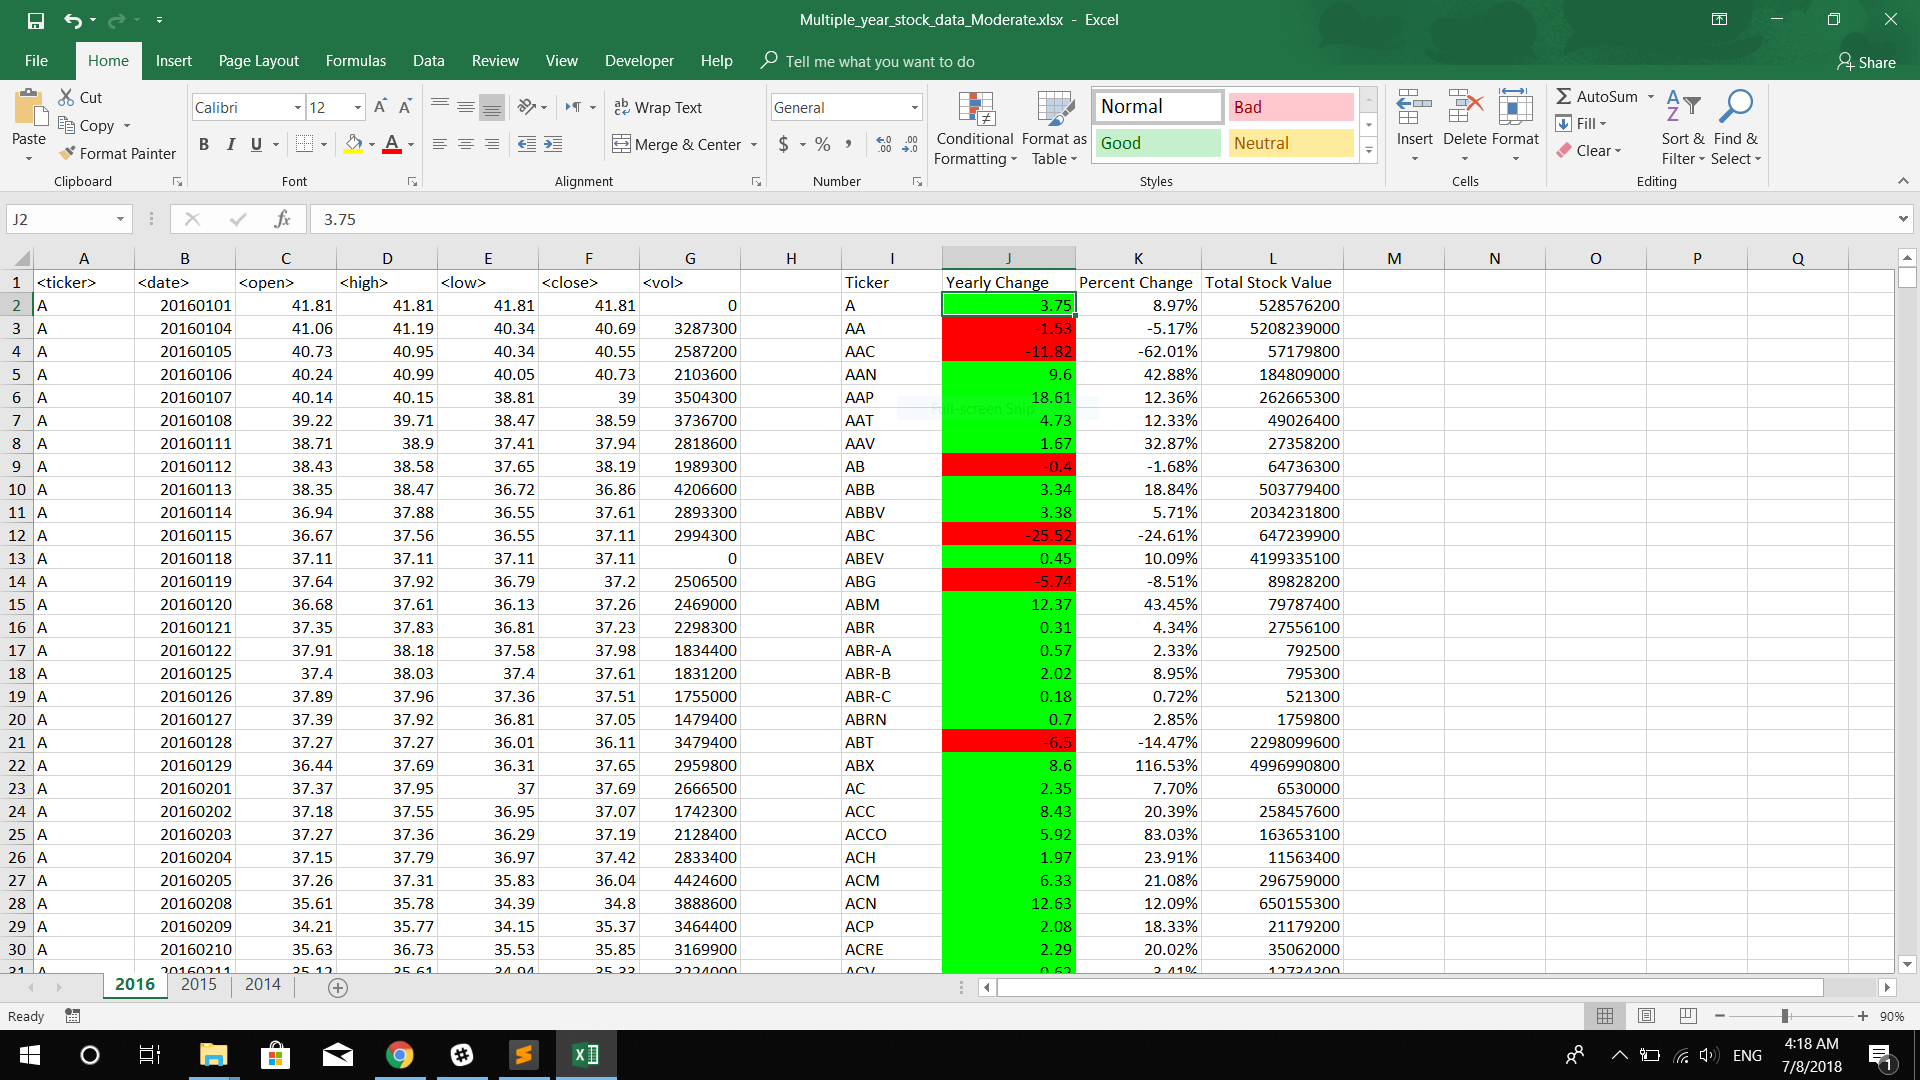 Multiple_year_stock_data_Moderate.xlsx - Excel
File Home Insert Page Layout Formulas Data Review View Developer Help Tell me what you want to do Share
Paste
Cut
Copy
Format Painter
Clipboard
Calibri 12
B I U A
Font
Wrap Text
Merge & Center
Alignment
General
$ % ,
Number
Conditional Formatting
Format as Table
Normal Bad
Good Neutral
Styles
Insert Delete Format
Cells
AutoSum
Fill
Clear
Sort & Filter
Find & Select
Editing
J2 fx 3.75
A B C D E F G H I J K L M N O P Q
1 <ticker> <date> <open> <high> <low> <close> <vol> Ticker Yearly Change Percent Change Total Stock Value
2 A 20160101 41.81 41.81 41.81 41.81 0 A 3.75 8.97% 528576200
3 A 20160104 41.06 41.19 40.34 40.69 3287300 AA -1.53 -5.17% 5208239000
4 A 20160105 40.73 40.95 40.34 40.55 2587200 AAC -11.82 -62.01% 57179800
5 A 20160106 40.24 40.99 40.05 40.73 2103600 AAN 9.6 42.88% 184809000
6 A 20160107 40.14 40.15 38.81 39 3504300 AAP 18.61 12.36% 262665300
Full-screen Snip
7 A 20160108 39.22 39.71 38.47 38.59 3736700 AAT 4.73 12.33% 49026400
8 A 20160111 38.71 38.9 37.41 37.94 2818600 AAV 1.67 32.87% 27358200
9 A 20160112 38.43 38.58 37.65 38.19 1989300 AB -0.4 -1.68% 64736300
10 A 20160113 38.35 38.47 36.72 36.86 4206600 ABB 3.34 18.84% 503779400
11 A 20160114 36.94 37.88 36.55 37.61 2893300 ABBV 3.38 5.71% 2034231800
12 A 20160115 36.67 37.56 36.55 37.11 2994300 ABC -25.52 -24.61% 647239900
13 A 20160118 37.11 37.11 37.11 37.11 0 ABEV 0.45 10.09% 4199335100
14 A 20160119 37.64 37.92 36.79 37.2 2506500 ABG -5.74 -8.51% 89828200
15 A 20160120 36.68 37.61 36.13 37.26 2469000 ABM 12.37 43.45% 79787400
16 A 20160121 37.35 37.83 36.81 37.23 2298300 ABR 0.31 4.34% 27556100
17 A 20160122 37.91 38.18 37.58 37.98 1834400 ABR-A 0.57 2.33% 792500
18 A 20160125 37.4 38.03 37.4 37.61 1831200 ABR-B 2.02 8.95% 795300
19 A 20160126 37.89 37.96 37.36 37.51 1755000 ABR-C 0.18 0.72% 521300
20 A 20160127 37.39 37.92 36.81 37.05 1479400 ABRN 0.7 2.85% 1759800
21 A 20160128 37.27 37.27 36.01 36.11 3479400 ABT -6.5 -14.47% 2298099600
22 A 20160129 36.44 37.69 36.31 37.65 2959800 ABX 8.6 116.53% 4996990800
23 A 20160201 37.37 37.95 37 37.69 2666500 AC 2.35 7.70% 6530000
24 A 20160202 37.18 37.55 36.95 37.07 1742300 ACC 8.43 20.39% 258457600
25 A 20160203 37.27 37.36 36.29 37.19 2128400 ACCO 5.92 83.03% 163653100
26 A 20160204 37.15 37.79 36.97 37.42 2833400 ACH 1.97 23.91% 11563400
27 A 20160205 37.26 37.31 35.83 36.04 4424600 ACM 6.33 21.08% 296759000
28 A 20160208 35.61 35.78 34.39 34.8 3888600 ACN 12.63 12.09% 650155300
29 A 20160209 34.21 35.77 34.15 35.37 3464400 ACP 2.08 18.33% 21179200
30 A 20160210 35.63 36.73 35.53 35.85 3169900 ACRE 2.29 20.02% 35062000
31 A 20160211 35.12 35.61 34.94 35.33 3224000 ACV 0.62 3.41% 12734300
2016 2015 2014
Ready 90%
ENG
4:18 AM
7/8/2018
1